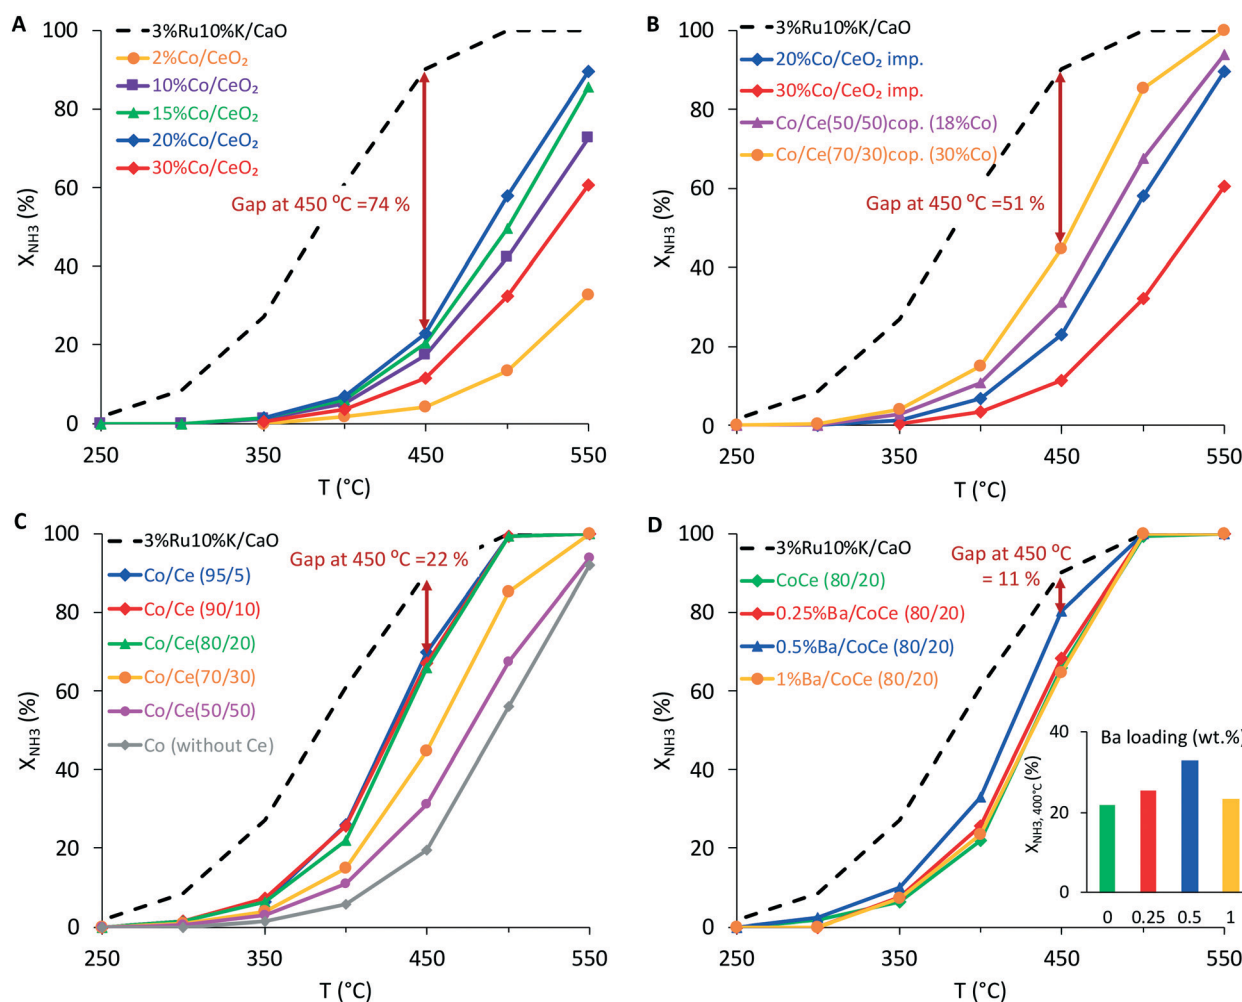 A
3%Ru10%K/CaO
2%Co/CeO₂
10%Co/CeO₂
15%Co/CeO₂
20%Co/CeO₂
30%Co/CeO₂
Gap at 450 °C =74 %
X_NH3 (%)
100
80
60
40
20
0
250
350
450
550
T (°C)
B
3%Ru10%K/CaO
20%Co/CeO₂ imp.
30%Co/CeO₂ imp.
Co/Ce(50/50)cop. (18%Co)
Co/Ce(70/30)cop. (30%Co)
Gap at 450 °C =51 %
X_NH3 (%)
100
80
60
40
20
0
250
350
450
550
T (°C)
C
3%Ru10%K/CaO
Co/Ce (95/5)
Co/Ce (90/10)
Co/Ce(80/20)
Co/Ce(70/30)
Co/Ce(50/50)
Co (without Ce)
Gap at 450 °C =22 %
X_NH3 (%)
100
80
60
40
20
0
250
350
450
550
T (°C)
D
3%Ru10%K/CaO
CoCe (80/20)
0.25%Ba/CoCe (80/20)
0.5%Ba/CoCe (80/20)
1%Ba/CoCe (80/20)
Gap at 450 °C
= 11 %
X_NH3 (%)
100
80
60
40
20
0
250
350
450
550
T (°C)
Ba loading (wt.%)
X_NH3, 400°C (%)
40
20
0
0
0.25
0.5
1